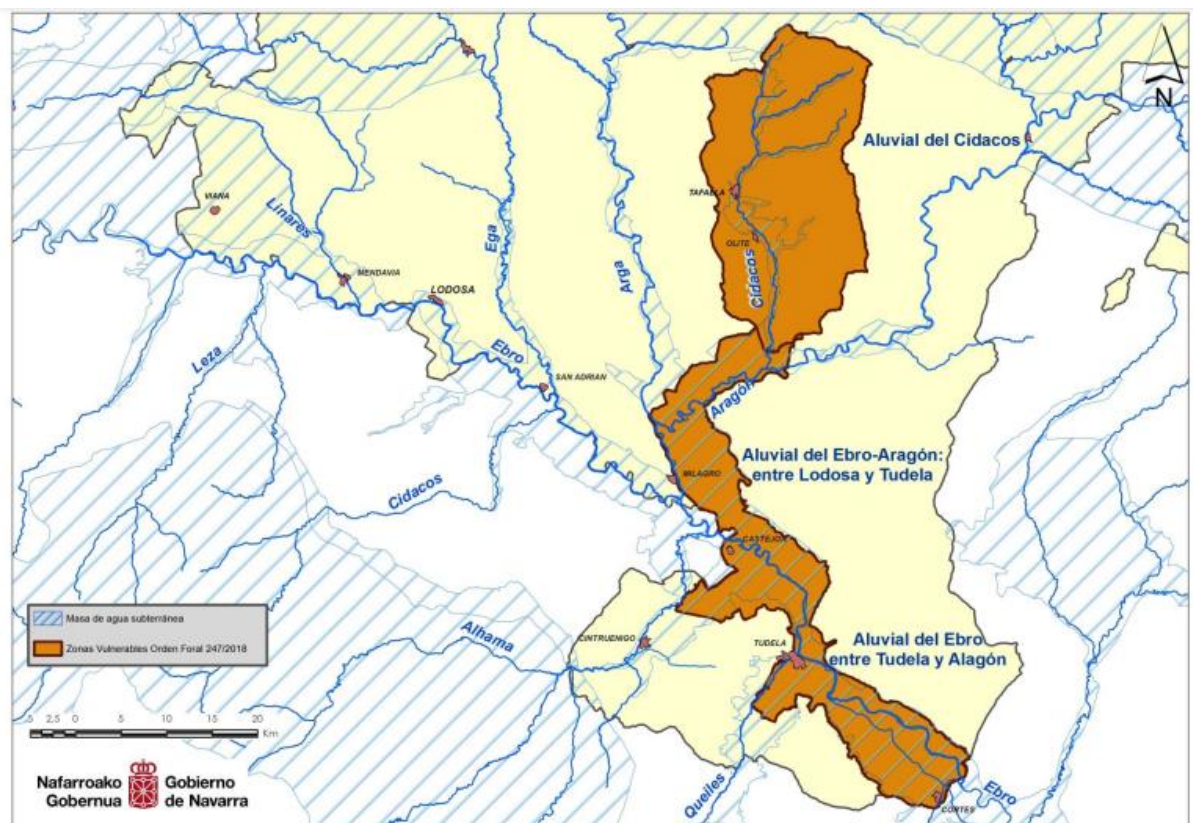 N
Aluvial del Cidacos
TAFALLA
VIANA
OLITE
Linares
Ega
Arga
Cidacos
MENDAVIA
LODOSA
Ebro
Leza
SAN ADRIAN
Aragón
Aluvial del Ebro-Aragón:
entre Lodosa y Tudela
MILAGRO
Cidacos
CASTEJON
Masa de agua subterránea
Zonas Vulnerables Orden Foral 247/2018
Alhama
CINTRUENIGO
TUDELA
Aluvial del Ebro
entre Tudela y Alagón
5 2,5 0 5 10 15 20
Km
Nafarroako
Gobernua
Gobierno
de Navarra
Queiles
Ebro
CORTES